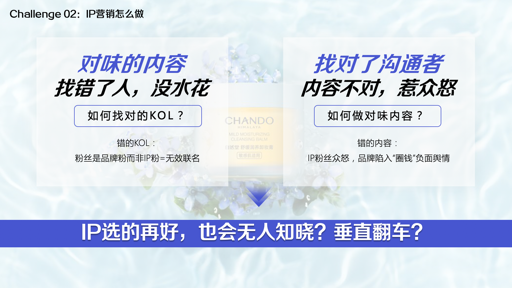 Challenge 02：IP营销怎么做
对味的内容
找错了人，没水花
如何找对的KOL？
错的KOL：
粉丝是品牌粉而非IP粉=无效联名
找对了沟通者
内容不对，惹众怒
如何做对味内容？
错的内容：
IP粉丝众怒，品牌陷入“圈钱”负面舆情
CHANDO
IP选的再好，也会无人知晓？垂直翻车？